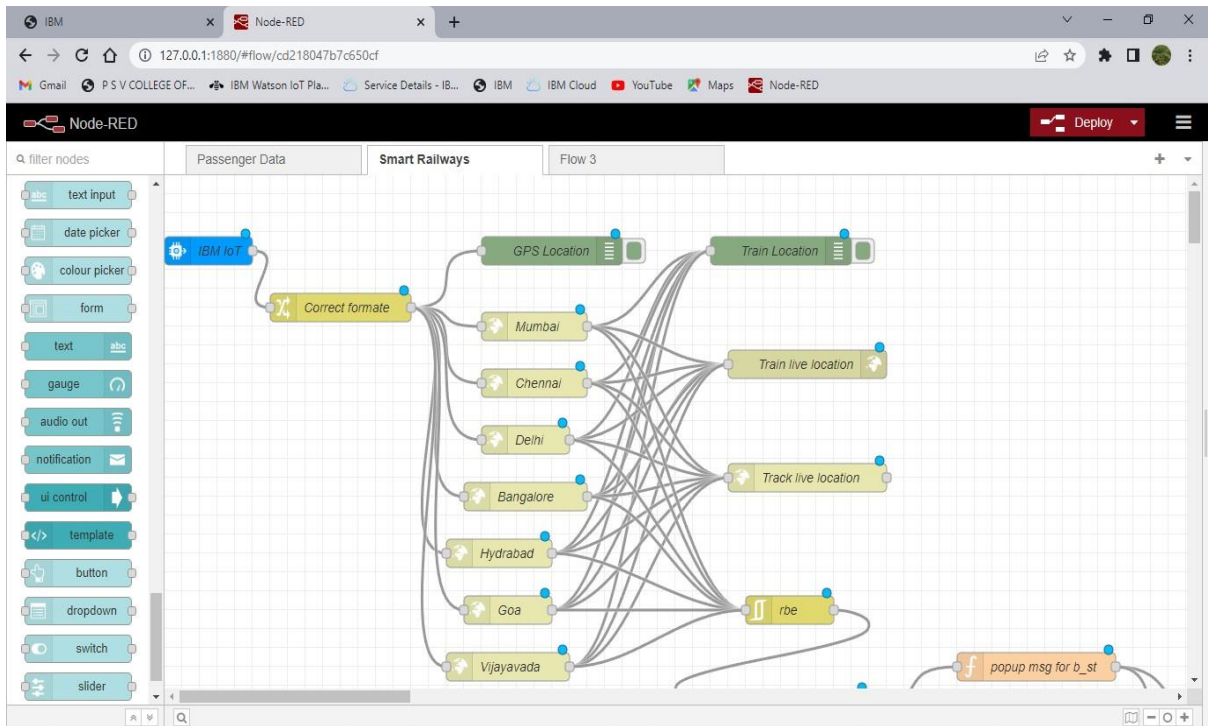 IBM
Node-RED
127.0.0.1:1880/#flow/cd218047b7c650cf
Gmail P S V COLLEGE OF... IBM Watson IoT Pla... Service Details - IB... IBM IBM Cloud YouTube Maps Node-RED
Node-RED Deploy
filter nodes Passenger Data Smart Railways Flow 3
abc text input
date picker
colour picker
form
text abc
gauge
audio out
notification
ui control
</> template
button
dropdown
switch
slider
IBM IoT
Correct formate
GPS Location
Mumbai
Chennai
Delhi
Bangalore
Hydrabad
Goa
Vijayavada
Train Location
Train live location
Track live location
rbe
f popup msg for b_st